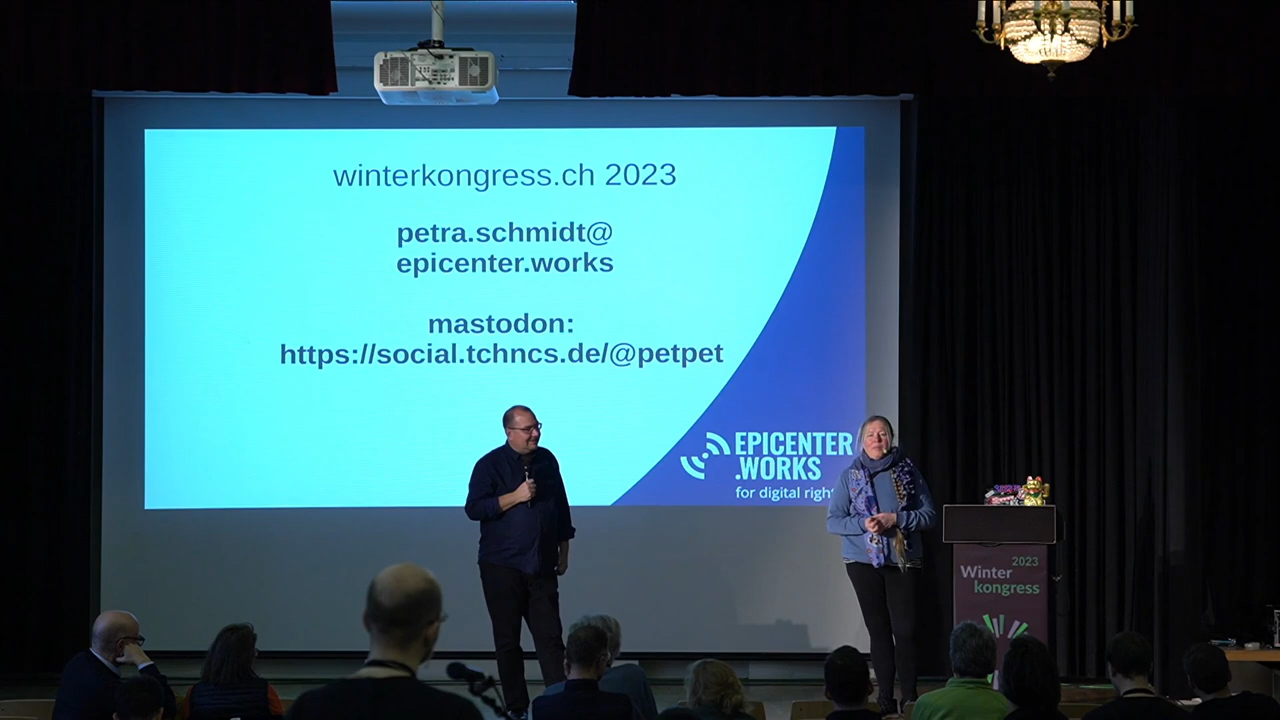 winterkongress.ch 2023
petra.schmidt@
epicenter.works
mastodon:
https://social.tchncs.de/@petpet
EPICENTER
.WORKS
for digital right
2023
Winter
kongress